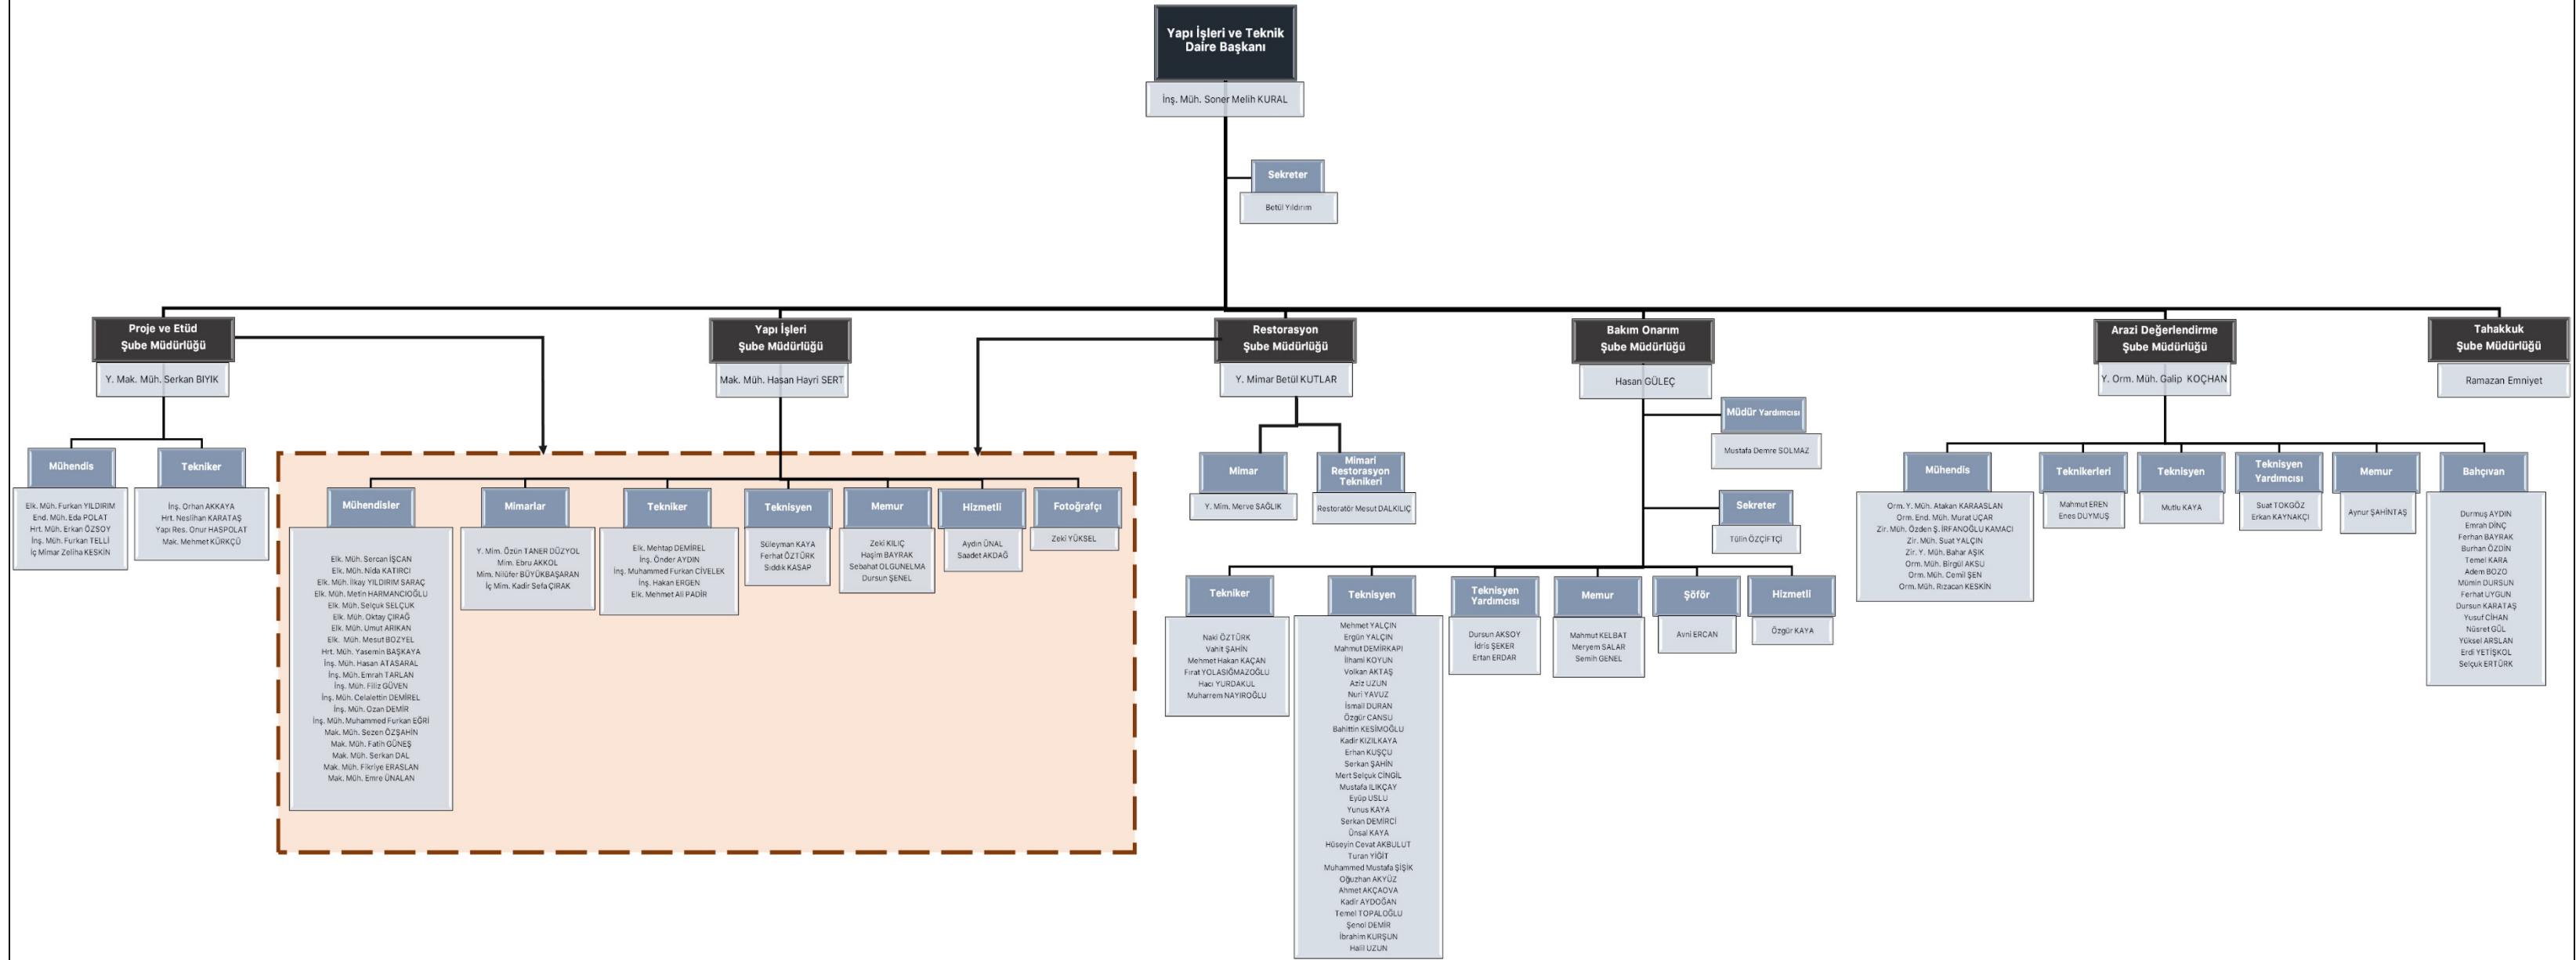 Yapı İşleri ve Teknik
Daire Başkanı
İnş. Müh. Soner Melih KURAL
Sekreter
Betül Yıldırım
Proje ve Etüd
Şube Müdürlüğü
Y. Mak. Müh. Serkan BIYIK
Mühendis
Elk. Müh. Furkan YILDIRIM
End. Müh. Eda POLAT
Hrt. Müh. Erkan ÖZSOY
İnş. Müh. Furkan TELLİ
İç Mimar Zeliha KESKİN
Tekniker
İnş. Orhan AKKAYA
Hrt. Neslihan KARATAŞ
Yapı Res. Onur HASPOLAT
Mak. Mehmet KÜRKÇÜ
Yapı İşleri
Şube Müdürlüğü
Mak. Müh. Hasan Hayri SERT
Mühendisler
Elk. Müh. Sercan İŞCAN
Elk. Müh. Nida KATIRCI
Elk. Müh. İlkay YILDIRIM SARAÇ
Elk. Müh. Metin HARMANCIOĞLU
Elk. Müh. Selçuk SELÇUK
Elk. Müh. Oktay ÇIRAĞ
Elk. Müh. Umut ARIKAN
Elk. Müh. Mesut BOZYEL
Hrt. Müh. Yasemin BAŞKAYA
İnş. Müh. Hasan ATASARAL
İnş. Müh. Emrah TARLAN
İnş. Müh. Filiz GÜVEN
İnş. Müh. Celalettin DEMİREL
İnş. Müh. Ozan DEMİR
İnş. Müh. Muhammed Furkan EĞRİ
Mak. Müh. Sezen ÖZŞAHİN
Mak. Müh. Fatih GÜNEŞ
Mak. Müh. Serkan DAL
Mak. Müh. Fikriye ERASLAN
Mak. Müh. Emre ÜNALAN
Mimarlar
Y. Mim. Özün TANER DÜZYOL
Mim. Ebru AKKOL
Mim. Nilüfer BÜYÜKBAŞARAN
İç Mim. Kadir Sefa ÇIRAK
Tekniker
Elk. Mehtap DEMİREL
İnş. Önder AYDIN
İnş. Muhammed Furkan CİVELEK
İnş. Hakan ERGEN
Elk. Mehmet Ali PADİR
Teknisyen
Süleyman KAYA
Ferhat ÖZTÜRK
Sıddık KASAP
Memur
Zeki KILIÇ
Haşim BAYRAK
Sebahat OLGUNELMA
Dursun ŞENEL
Hizmetli
Aydın ÜNAL
Saadet AKDAĞ
Fotoğrafçı
Zeki YÜKSEL
Restorasyon
Şube Müdürlüğü
Y. Mimar Betül KUTLAR
Mimar
Y. Mim. Merve SAĞLIK
Mimari
Restorasyon
Teknikeri
Restoratör Mesut DALKILIÇ
Bakım Onarım
Şube Müdürlüğü
Hasan GÜLEÇ
Müdür Yardımcısı
Mustafa Demre SOLMAZ
Sekreter
Tülin ÖZÇİFTÇİ
Tekniker
Naki ÖZTÜRK
Vahit ŞAHİN
Mehmet Hakan KAÇAN
Fırat YOLASIĞMAZOĞLU
Hacı YURDAKUL
Muharrem NAYIROĞLU
Teknisyen
Mehmet YALÇIN
Ergün YALÇIN
Mahmut DEMİRKAPI
İlhami KOYUN
Volkan AKTAŞ
Aziz UZUN
Nuri YAVUZ
İsmail DURAN
Özgür CANSU
Bahittin KESİMOĞLU
Kadir KIZILKAYA
Erhan KUŞÇU
Serkan ŞAHİN
Mert Selçuk CİNGİL
Mustafa ILIKÇAY
Eyüp USLU
Yunus KAYA
Serkan DEMİRCİ
Ünsal KAYA
Hüseyin Cevat AKBULUT
Turan YİĞİT
Muhammed Mustafa ŞİŞİK
Oğuzhan AKYÜZ
Ahmet AKÇAOVA
Kadir AYDOĞAN
Temel TOPALOĞLU
Şenol DEMİR
İbrahim KURŞUN
Halil UZUN
Teknisyen
Yardımcısı
Dursun AKSOY
İdris ŞEKER
Ertan ERDAR
Memur
Mahmut KELBAT
Meryem SALAR
Semih GENEL
Şöför
Avni ERCAN
Hizmetli
Özgür KAYA
Arazi Değerlendirme
Şube Müdürlüğü
Y. Orm. Müh. Galip KOÇHAN
Mühendis
Orm. Y. Müh. Atakan KARAASLAN
Orm. End. Müh. Murat UÇAR
Zir. Müh. Özden Ş. İRFANOĞLU KAMACI
Zir. Müh. Suat YALÇIN
Zir. Y. Müh. Bahar AŞIK
Orm. Müh. Birgül AKSU
Orm. Müh. Cemil ŞEN
Orm. Müh. Rızacan KESKİN
Teknikerleri
Mahmut EREN
Enes DUYMUŞ
Teknisyen
Mutlu KAYA
Teknisyen
Yardımcısı
Suat TOKGÖZ
Erkan KAYNAKÇI
Memur
Aynur ŞAHİNTAŞ
Bahçıvan
Durmuş AYDIN
Emrah DİNÇ
Ferhan BAYRAK
Burhan ÖZDİN
Temel KARA
Adem BOZO
Mümin DURSUN
Ferhat UYGUN
Dursun KARATAŞ
Yusuf CİHAN
Nüsret GÜL
Yüksel ARSLAN
Erdi YETİŞKOL
Selçuk ERTÜRK
Tahakkuk
Şube Müdürlüğü
Ramazan Emniyet